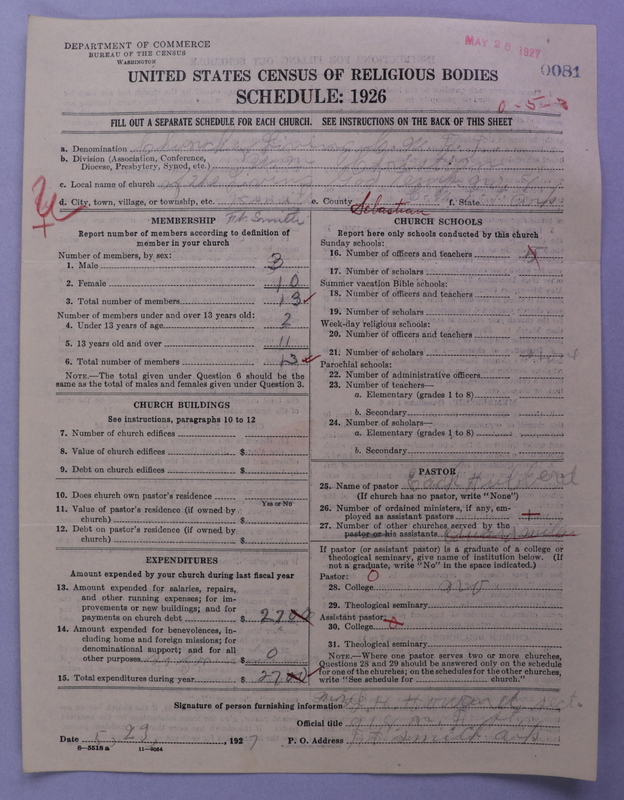 DEPARTMENT OF COMMERCE
BUREAU OF THE CENSUS
WASHINGTON
MAY 26 1927
0081
UNITED STATES CENSUS OF RELIGIOUS BODIES
SCHEDULE: 1926
0-5-3
FILL OUT A SEPARATE SCHEDULE FOR EACH CHURCH. SEE INSTRUCTIONS ON THE BACK OF THIS SHEET
a. Denomination
b. Division (Association, Conference,
Diocese, Presbytery, Synod, etc.)
c. Local name of church
d. City, town, village, or township, etc.
e. County Sebastian
f. State
Ft. Smith
MEMBERSHIP
Report number of members according to definition of
member in your church
Number of members, by sex:
1. Male 3
2. Female 10
3. Total number of members 13
Number of members under and over 13 years old:
4. Under 13 years of age 2
5. 13 years old and over 11
6. Total number of members 13
NOTE.—The total given under Question 6 should be the
same as the total of males and females given under Question 3.
CHURCH BUILDINGS
See instructions, paragraphs 10 to 12
7. Number of church edifices
8. Value of church edifices $
9. Debt on church edifices $
10. Does church own pastor's residence
Yes or No
11. Value of pastor's residence (if owned by
church) $
12. Debt on pastor's residence (if owned by
church) $
EXPENDITURES
Amount expended by your church during last fiscal year
13. Amount expended for salaries, repairs,
and other running expenses; for im-
provements or new buildings; and for
payments on church debt $ 2700
14. Amount expended for benevolences, in-
cluding home and foreign missions; for
denominational support; and for all
other purposes $ 0
15. Total expenditures during year $ 2700
CHURCH SCHOOLS
Report here only schools conducted by this church
Sunday schools:
16. Number of officers and teachers
17. Number of scholars
Summer vacation Bible schools:
18. Number of officers and teachers
19. Number of scholars
Week-day religious schools:
20. Number of officers and teachers
21. Number of scholars
Parochial schools:
22. Number of administrative officers
23. Number of teachers—
a. Elementary (grades 1 to 8)
b. Secondary
24. Number of scholars—
a. Elementary (grades 1 to 8)
b. Secondary
PASTOR
25. Name of pastor
(If church has no pastor, write "None")
26. Number of ordained ministers, if any, em-
ployed as assistant pastors
27. Number of other churches served by the
pastor or his assistants
If pastor (or assistant pastor) is a graduate of a college or
theological seminary, give name of institution below. (If
not a graduate, write "No" in the space indicated.)
Pastor: 0
28. College no
29. Theological seminary
Assistant pastor:
30. College
31. Theological seminary
NOTE.—Where one pastor serves two or more churches,
Questions 28 and 29 should be answered only on the schedule
for one of the churches; on the schedules for the other churches,
write "See schedule for church."
Signature of person furnishing information
Official title
Date 5, 23, 1927
P. O. Address Ft Smith Ark
8-5518a 11-9054